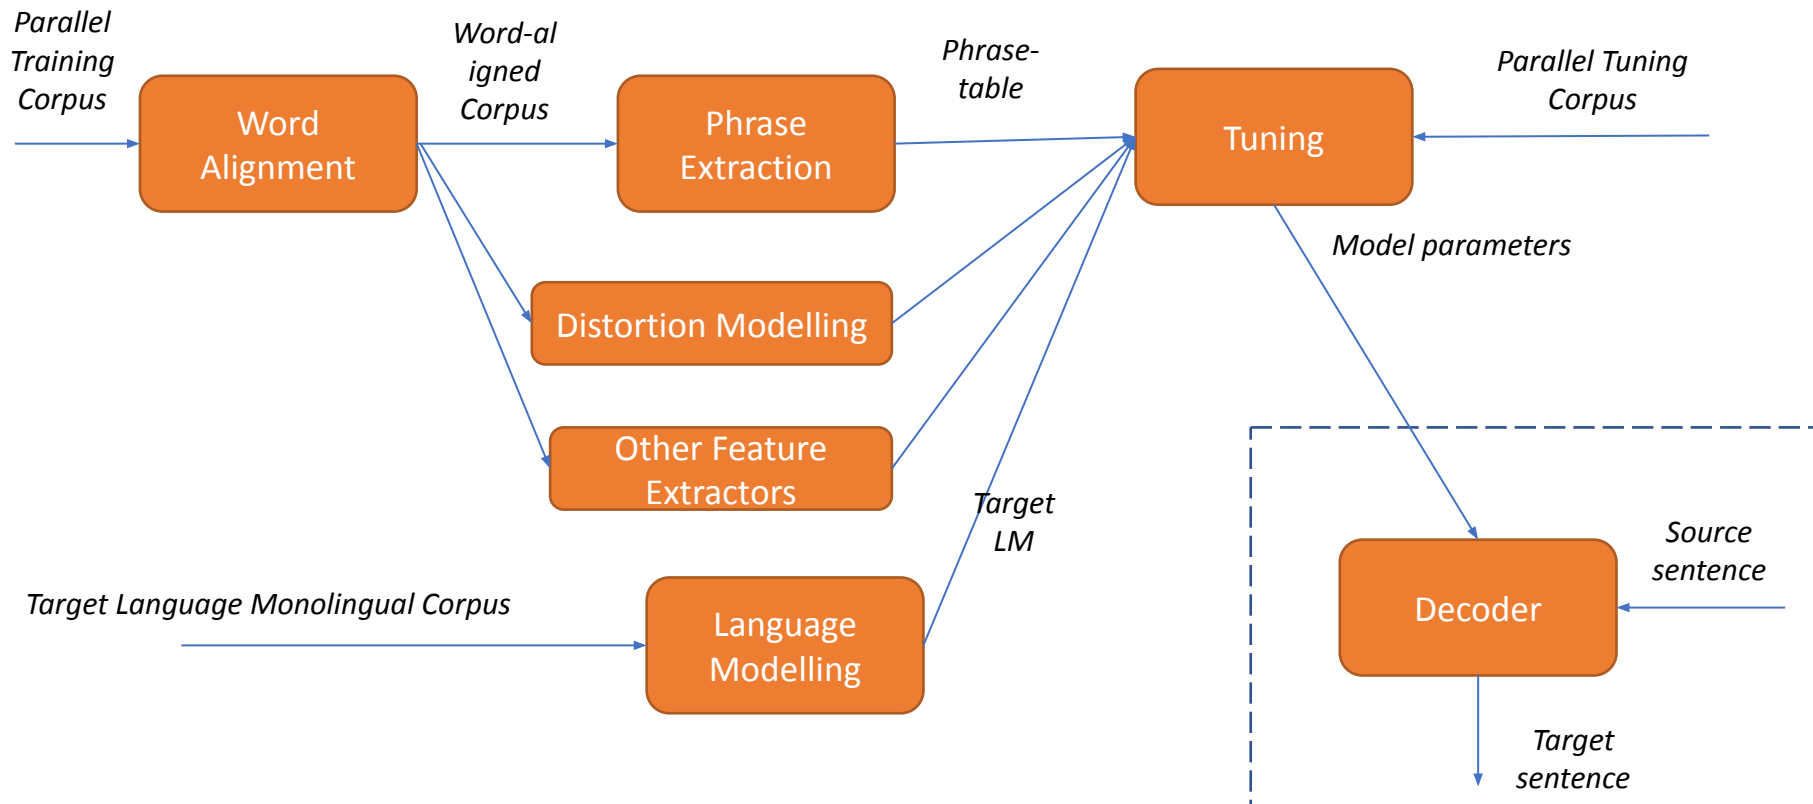 Parallel
Training
Corpus
Word
Alignment
Word-al
igned
Corpus
Phrase
Extraction
Phrase-
table
Tuning
Parallel Tuning
Corpus
Model parameters
Distortion Modelling
Other Feature
Extractors
Target
LM
Target Language Monolingual Corpus
Language
Modelling
Decoder
Source
sentence
Target
sentence